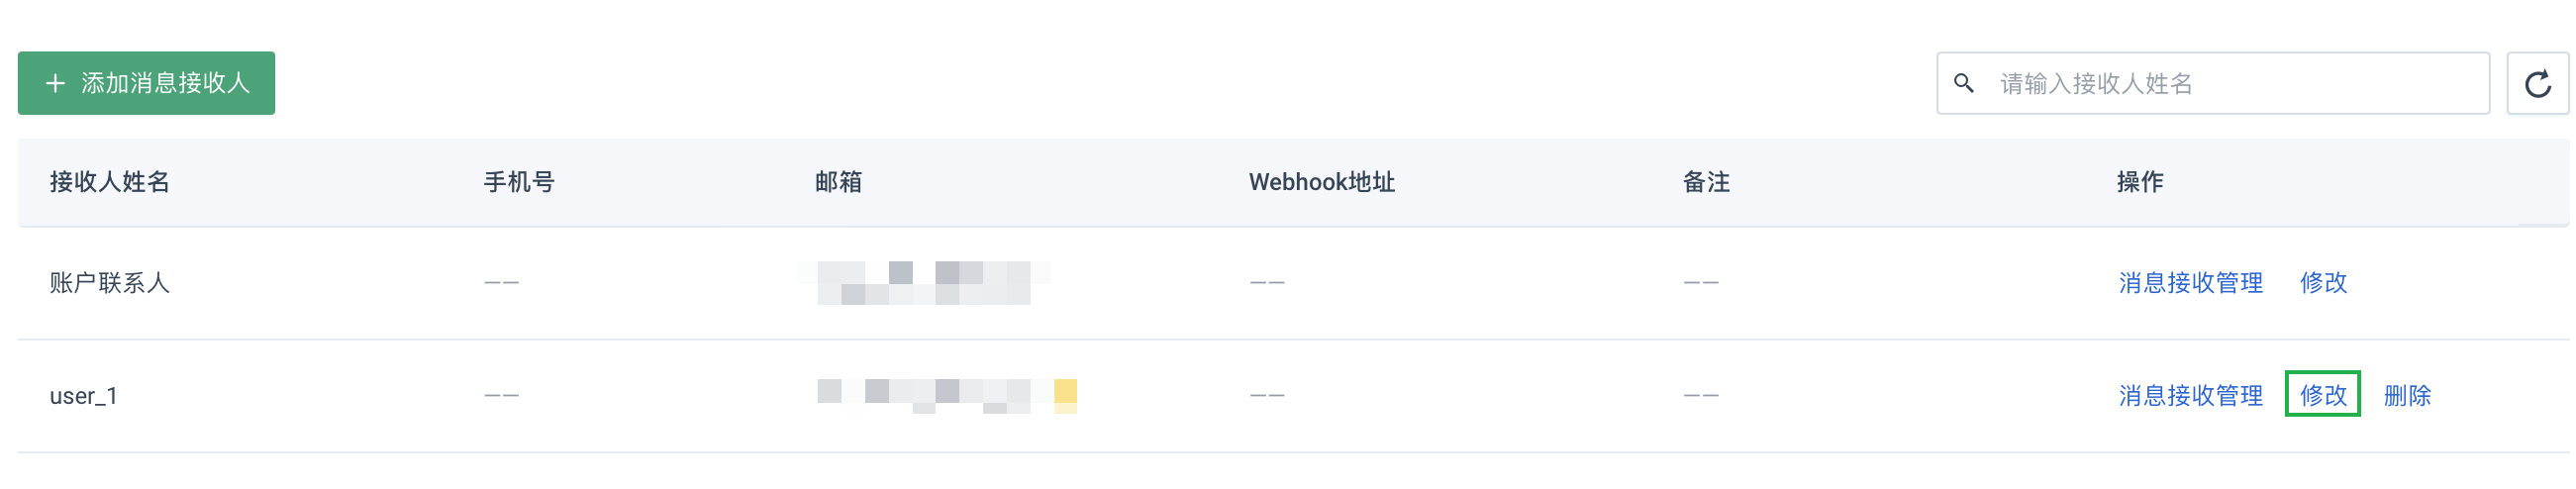 + 添加消息接收人
请输入接收人姓名
接收人姓名 手机号 邮箱 Webhook地址 备注 操作
账户联系人 –– –– –– 消息接收管理 修改
user_1 –– –– –– 消息接收管理 修改 删除